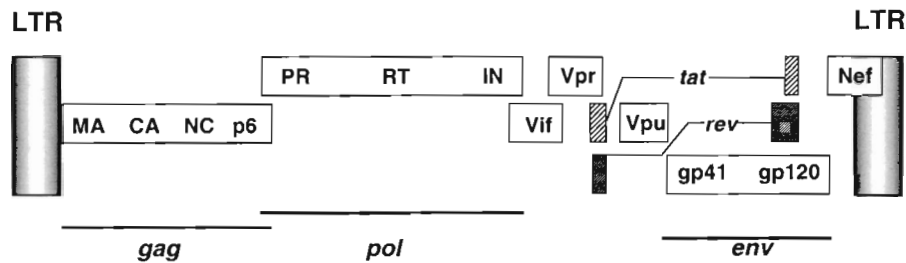 LTR LTR
PR RT IN Vpr tat Nef
MA CA NC p6 Vif Vpu rev
gp41 gp120
gag pol env